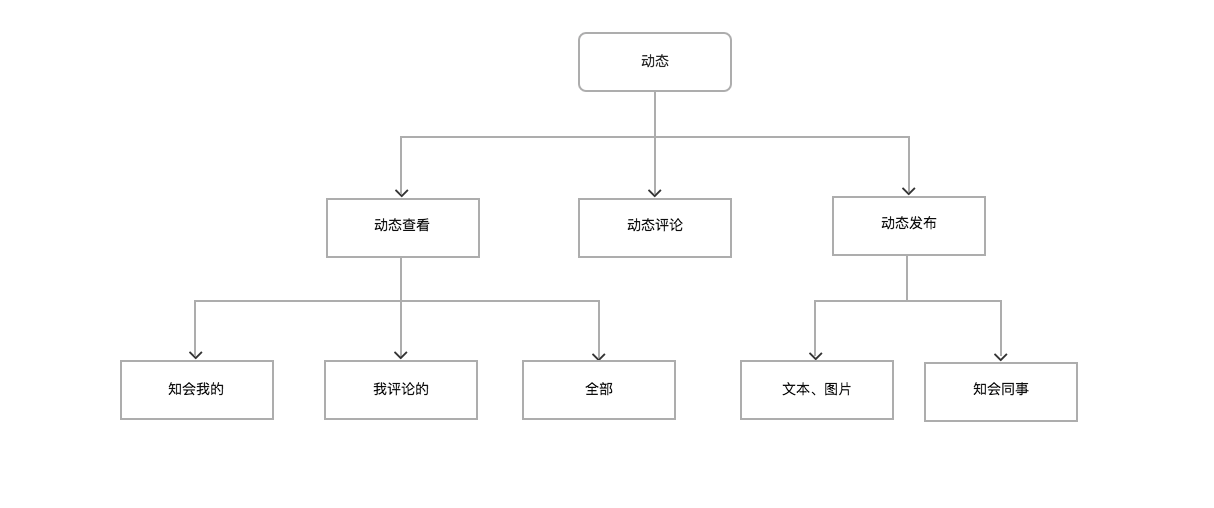 动态
动态查看
动态评论
动态发布
知会我的
我评论的
全部
文本、图片
知会同事